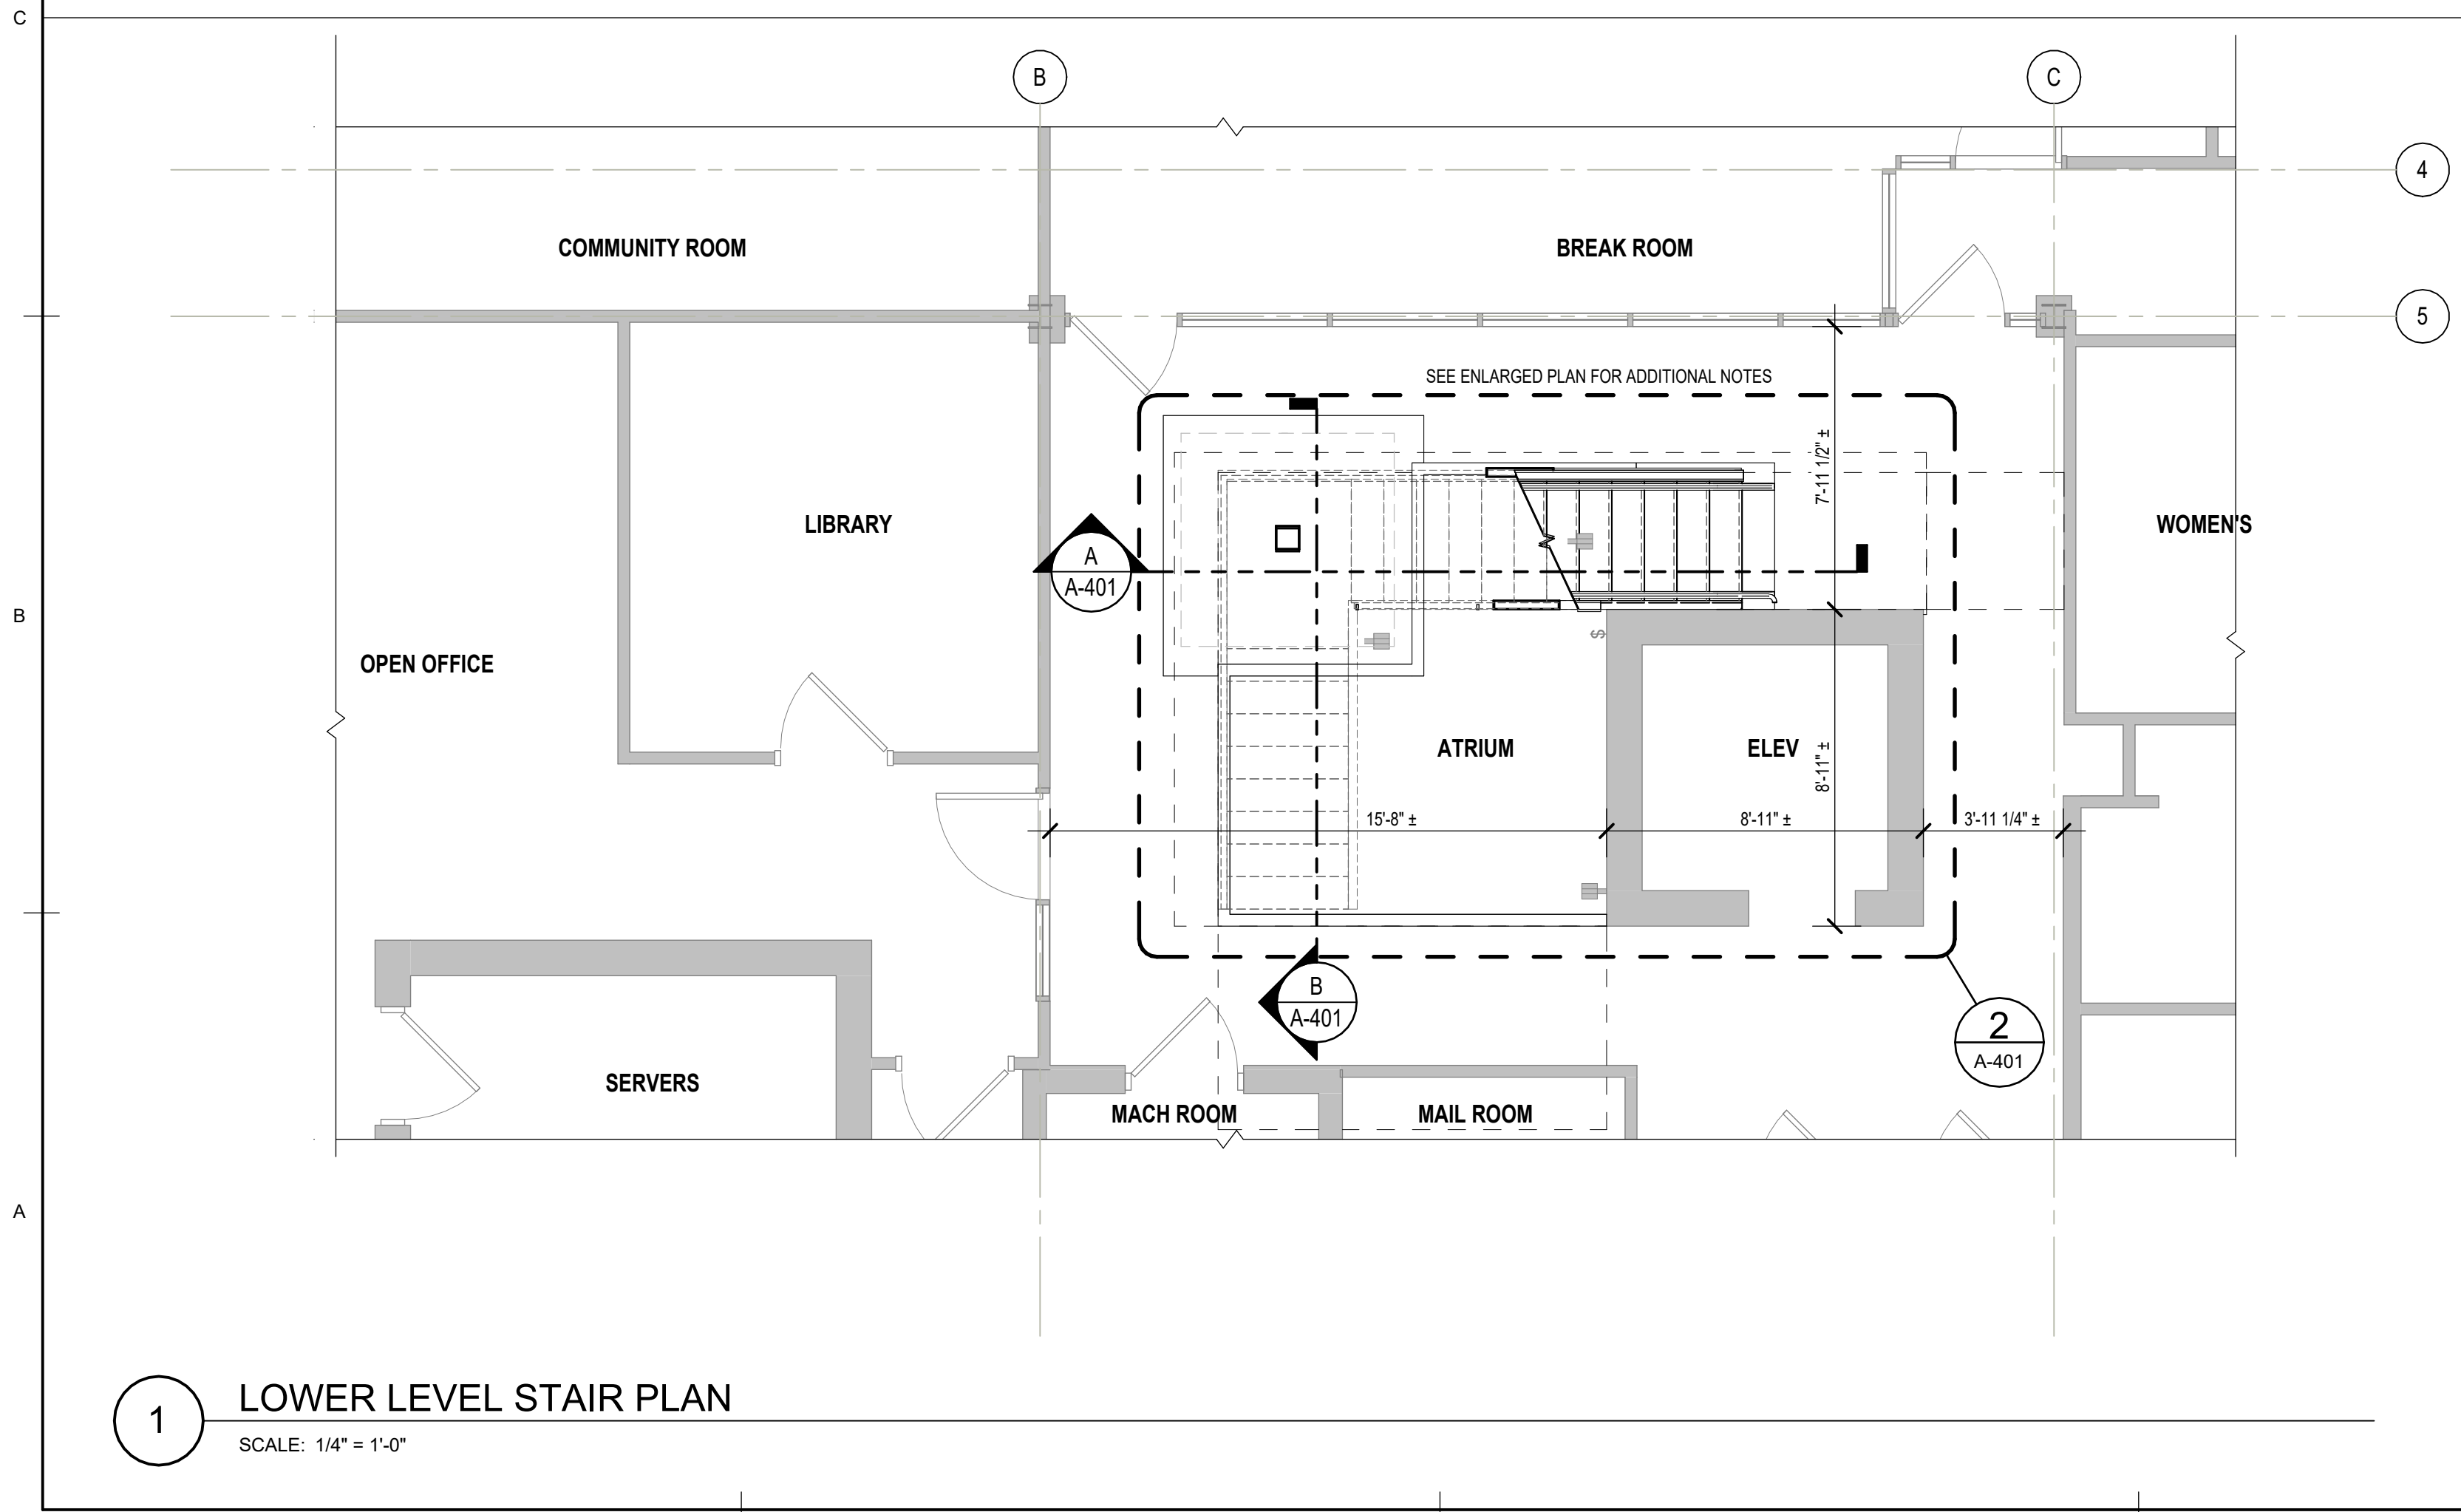 C
B
C
4
COMMUNITY ROOM
BREAK ROOM
5
SEE ENLARGED PLAN FOR ADDITIONAL NOTES
7'-11 1/2" ±
LIBRARY
WOMEN'S
A
A-401
B
S
OPEN OFFICE
ATRIUM
ELEV
8'-11" ±
15'-8" ±
8'-11" ±
3'-11 1/4" ±
B
A-401
2
A-401
SERVERS
MACH ROOM
MAIL ROOM
A
1
LOWER LEVEL STAIR PLAN
SCALE: 1/4" = 1'-0"